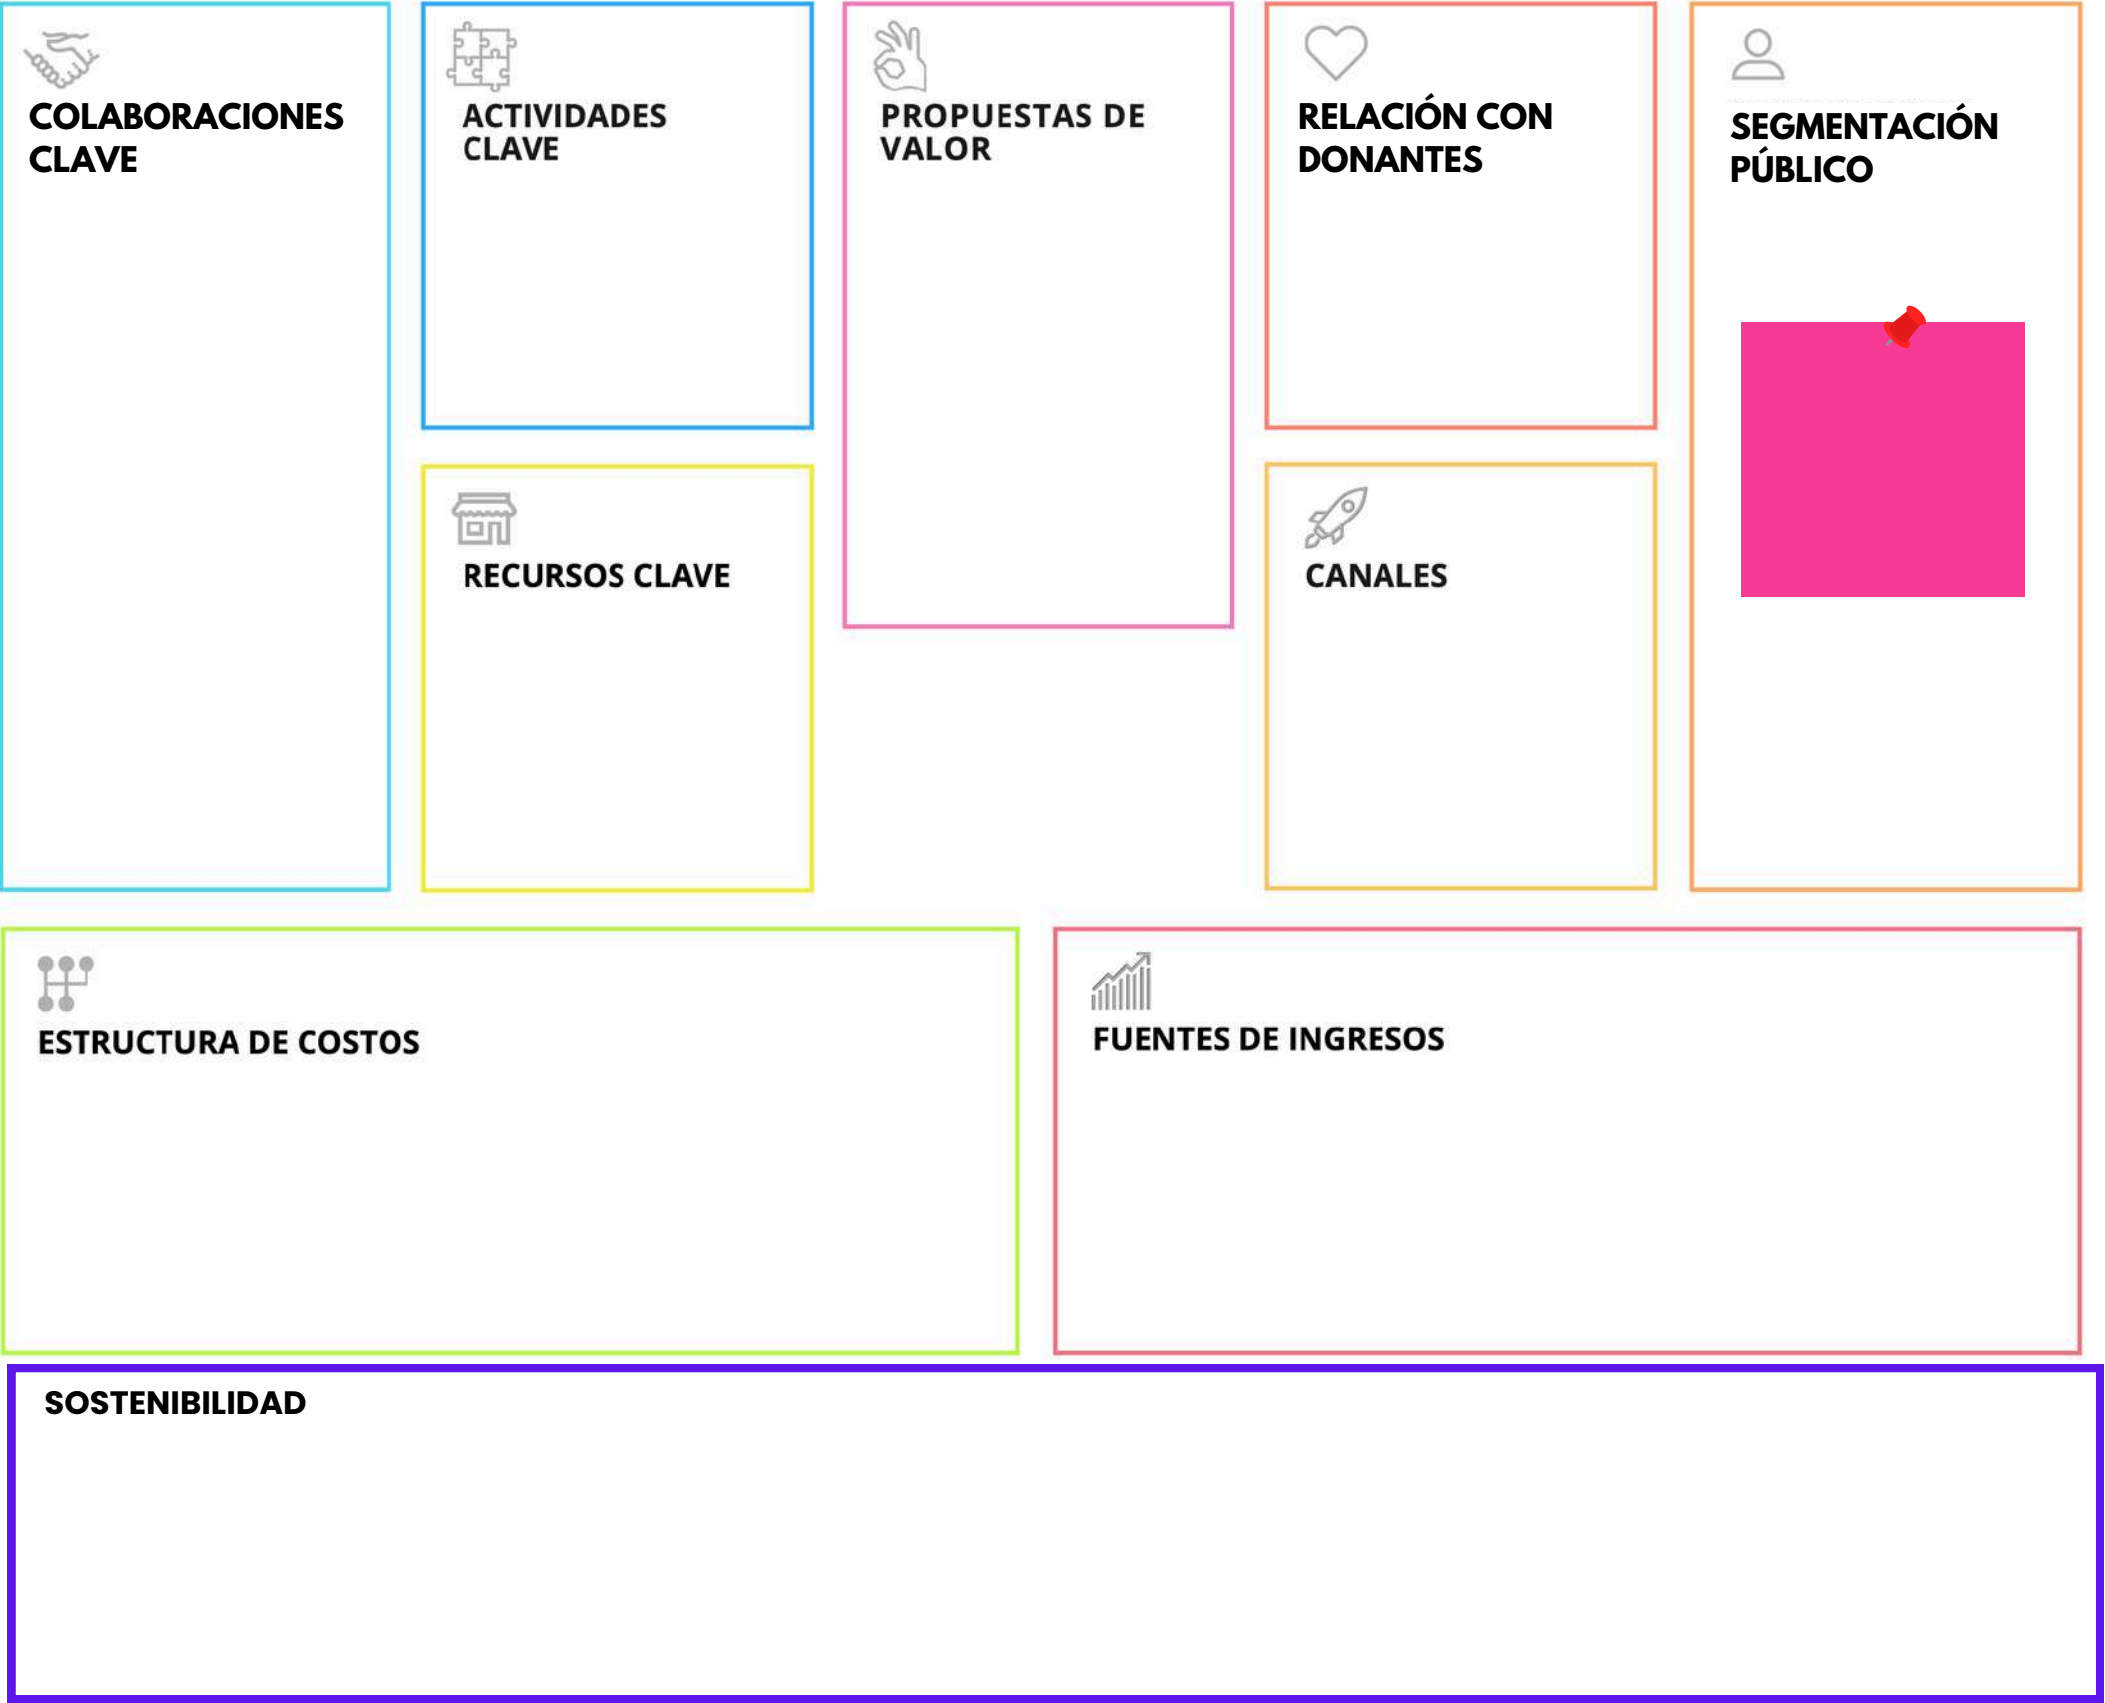 COLABORACIONES
CLAVE
ACTIVIDADES
CLAVE
PROPUESTAS DE
VALOR
RELACIÓN CON
DONANTES
SEGMENTACIÓN
PÚBLICO
RECURSOS CLAVE
CANALES
ESTRUCTURA DE COSTOS
FUENTES DE INGRESOS
SOSTENIBILIDAD